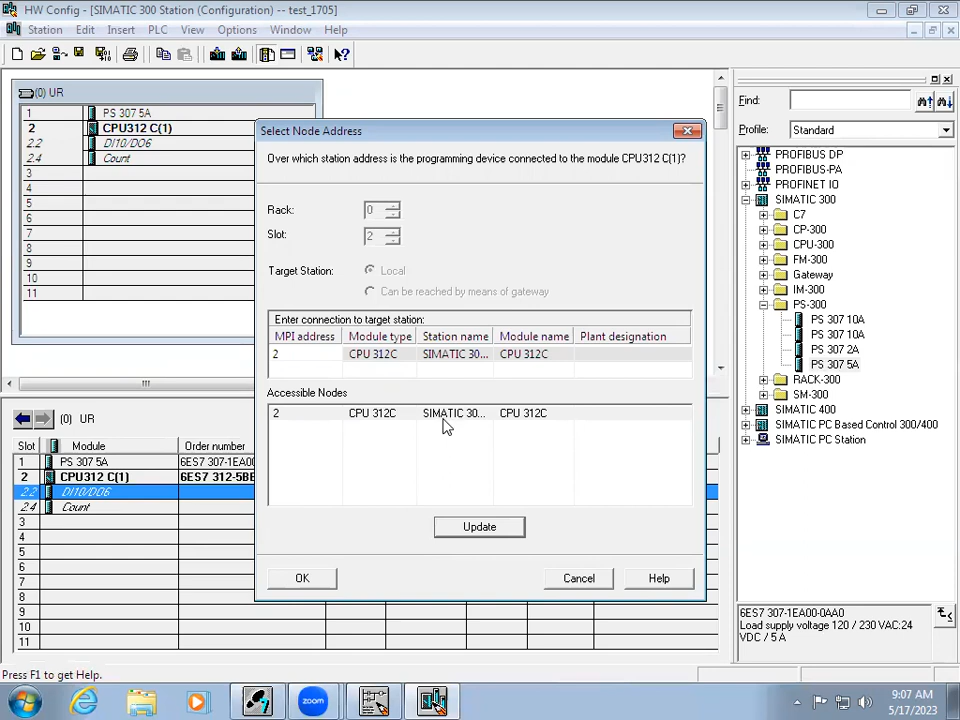 HW Config - [SIMATIC 300 Station (Configuration) -- test_1705]
Station Edit Insert PLC View Options Window Help
(0) UR
1 PS 307 5A
2 CPU312 C(1)
2.2 DI10/DO6
2.4 Count
3
4
5
6
7
8
9
10
11
Select Node Address
Over which station address is the programming device connected to the module CPU312 C(1)?
Rack: 0
Slot: 2
Target Station: Local
Can be reached by means of gateway
Enter connection to target station:
MPI address Module type Station name Module name Plant designation
2 CPU 312C SIMATIC 30... CPU 312C
Accessible Nodes
2 CPU 312C SIMATIC 30... CPU 312C
Update
OK Cancel Help
Find:
Profile: Standard
PROFIBUS DP
PROFIBUS-PA
PROFINET IO
SIMATIC 300
C7
CP-300
CPU-300
FM-300
Gateway
IM-300
PS-300
PS 307 10A
PS 307 10A
PS 307 2A
PS 307 5A
RACK-300
SM-300
SIMATIC 400
SIMATIC PC Based Control 300/400
SIMATIC PC Station
(0) UR
Slot Module Order number
1 PS 307 5A 6ES7 307-1EA00
2 CPU312 C(1) 6ES7 312-5BE
2.2 DI10/DO6
2.4 Count
3
4
5
6
7
8
9
10
11
6ES7 307-1EA00-0AA0
Load supply voltage 120 / 230 VAC:24
VDC / 5 A
Press F1 to get Help.
zoom
9:07 AM
5/17/2023